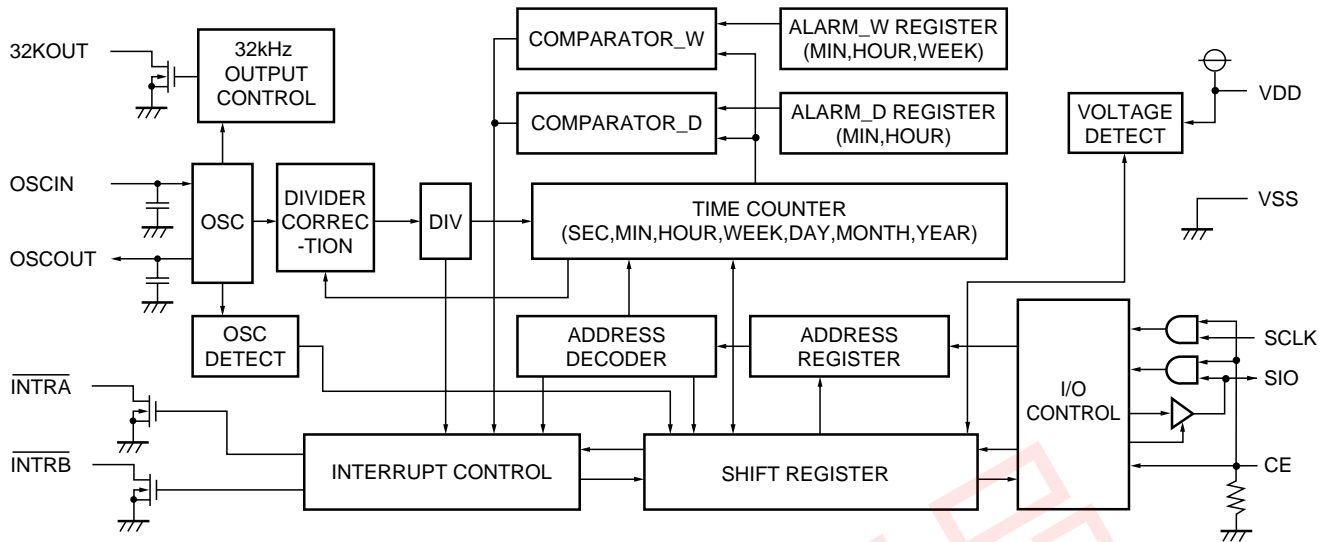 32KOUT
32kHz
OUTPUT
CONTROL
COMPARATOR_W
ALARM_W REGISTER
(MIN,HOUR,WEEK)
COMPARATOR_D
ALARM_D REGISTER
(MIN,HOUR)
VOLTAGE
DETECT
VDD
VSS
OSCIN
OSCOUT
OSC
DIVIDER
CORREC
-TION
DIV
TIME COUNTER
(SEC,MIN,HOUR,WEEK,DAY,MONTH,YEAR)
OSC
DETECT
ADDRESS
DECODER
ADDRESS
REGISTER
I/O
CONTROL
SCLK
SIO
CE
INTRA
INTRB
INTERRUPT CONTROL
SHIFT REGISTER